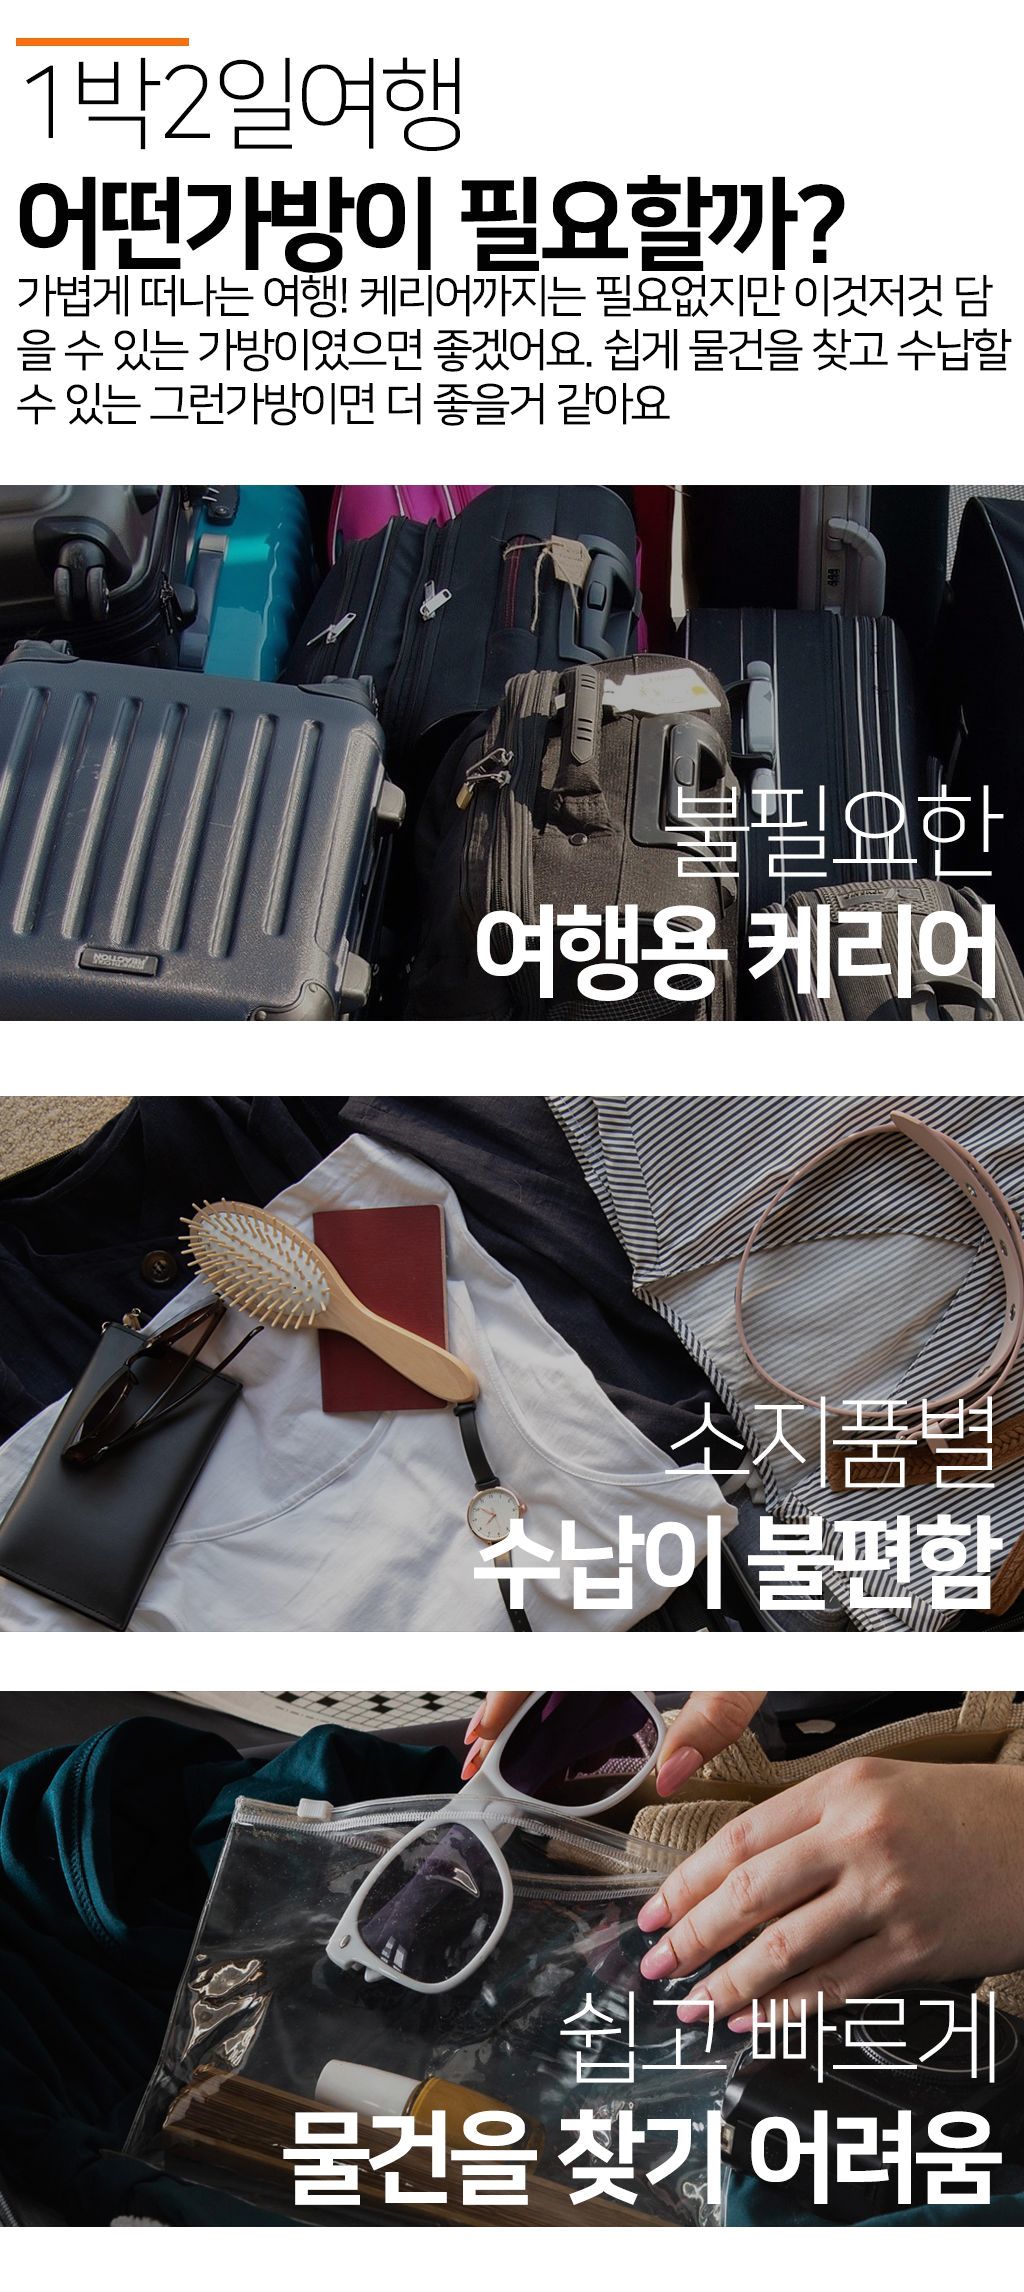 1박2일여행
어떤가방이 필요할까?
가볍게 떠나는 여행! 케리어까지는 필요없지만 이것저것 담
을 수 있는 가방이였으면 좋겠어요. 쉽게 물건을 찾고 수납할
수 있는 그런가방이면 더 좋을거 같아요
불필요한
여행용 케리어
소지품별
수납이 불편함
쉽고 빠르게
물건을 찾기 어려움